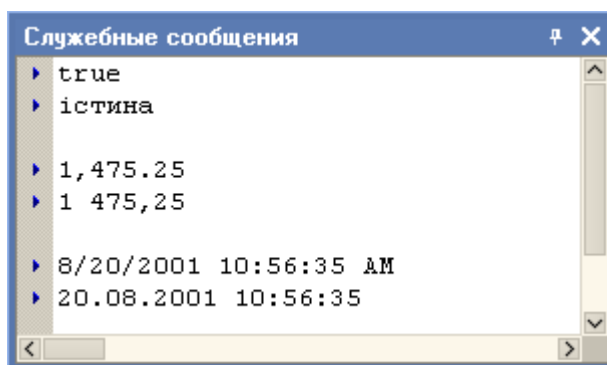 Служебные сообщения
true
істина
1,475.25
1 475,25
8/20/2001 10:56:35 AM
20.08.2001 10:56:35